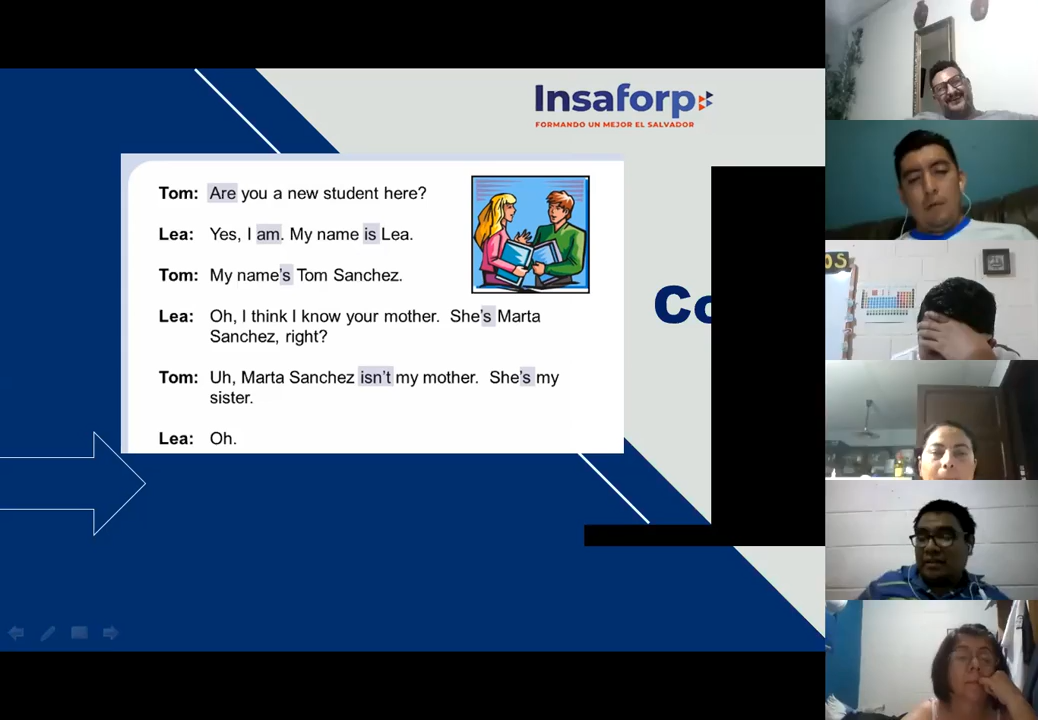 Insaforp
FORMANDO UN MEJOR EL SALVADOR
Tom: Are you a new student here?
Lea: Yes, I am. My name is Lea.
Tom: My name's Tom Sanchez.
Lea: Oh, I think I know your mother. She's Marta
Sanchez, right?
Tom: Uh, Marta Sanchez isn't my mother. She's my
sister.
Lea: Oh.
Co
OS